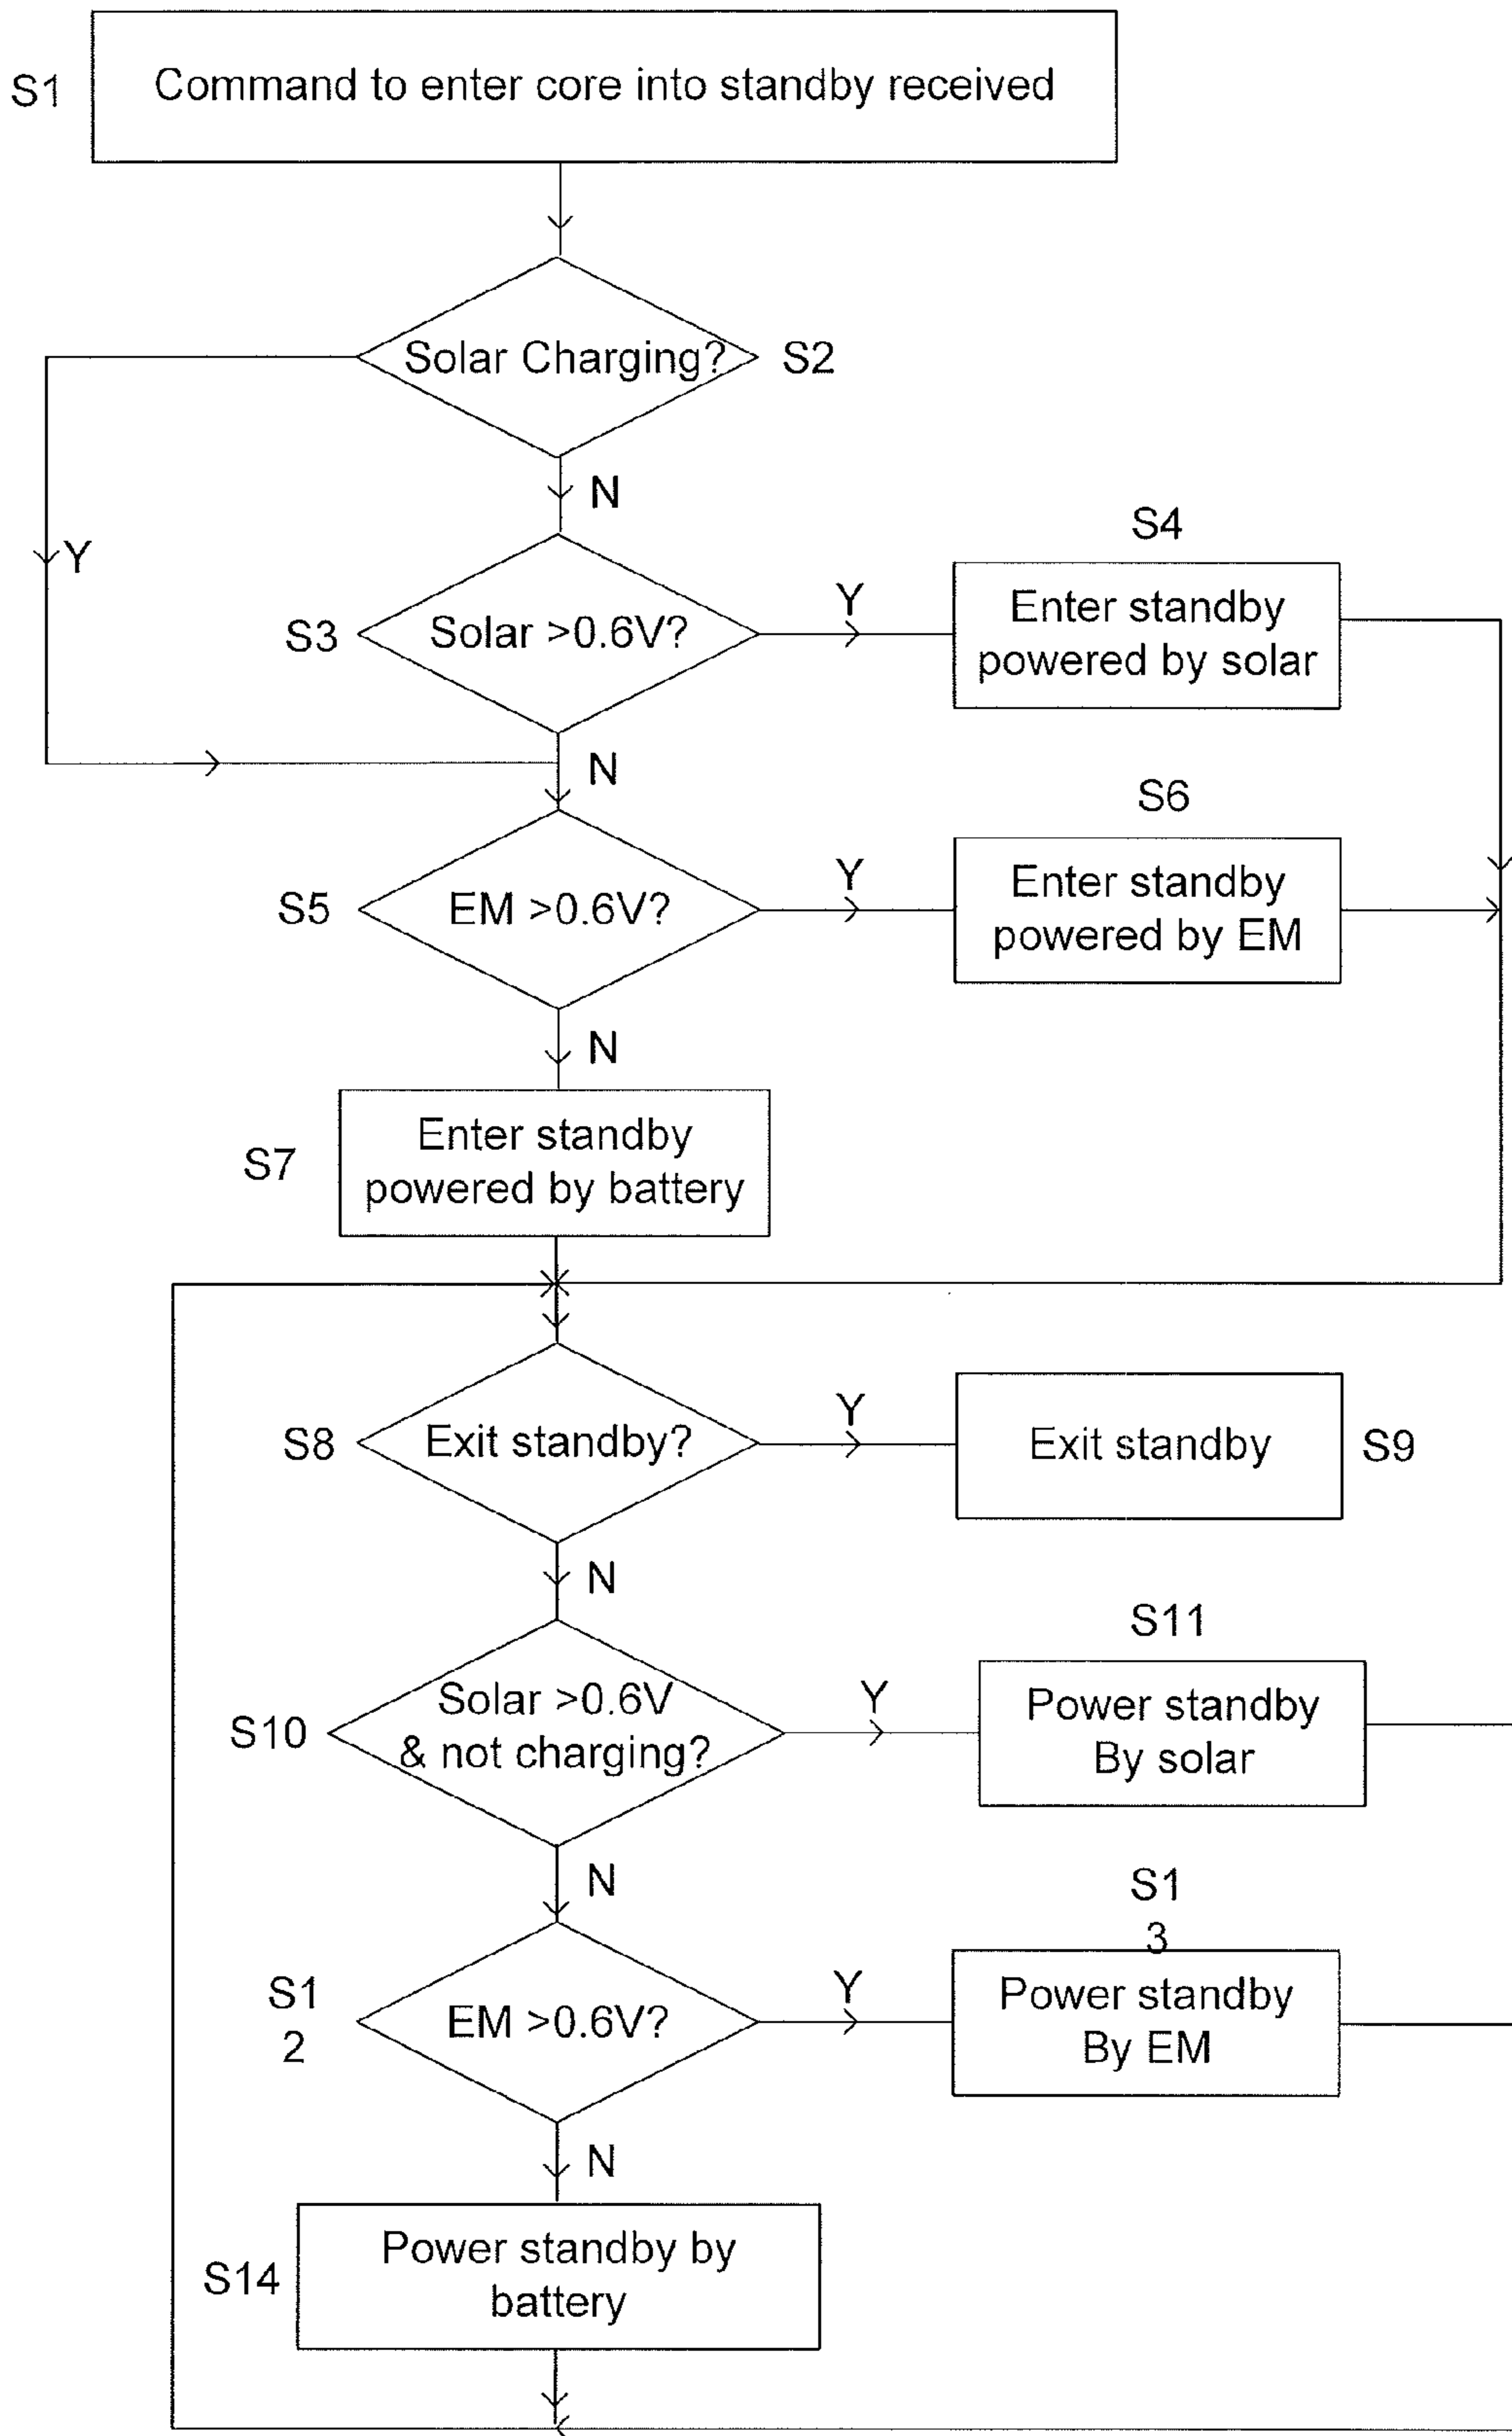 S1
Command to enter core into standby received
Solar Charging?
S2
N
Y
S3
Solar >0.6V?
Y
S4
Enter standby
powered by solar
N
S5
EM >0.6V?
Y
S6
Enter standby
powered by EM
N
S7
Enter standby
powered by battery
S8
Exit standby?
Y
Exit standby
S9
N
S10
Solar >0.6V
& not charging?
Y
S11
Power standby
By solar
N
S1
2
EM >0.6V?
Y
S1
3
Power standby
By EM
N
S14
Power standby by
battery